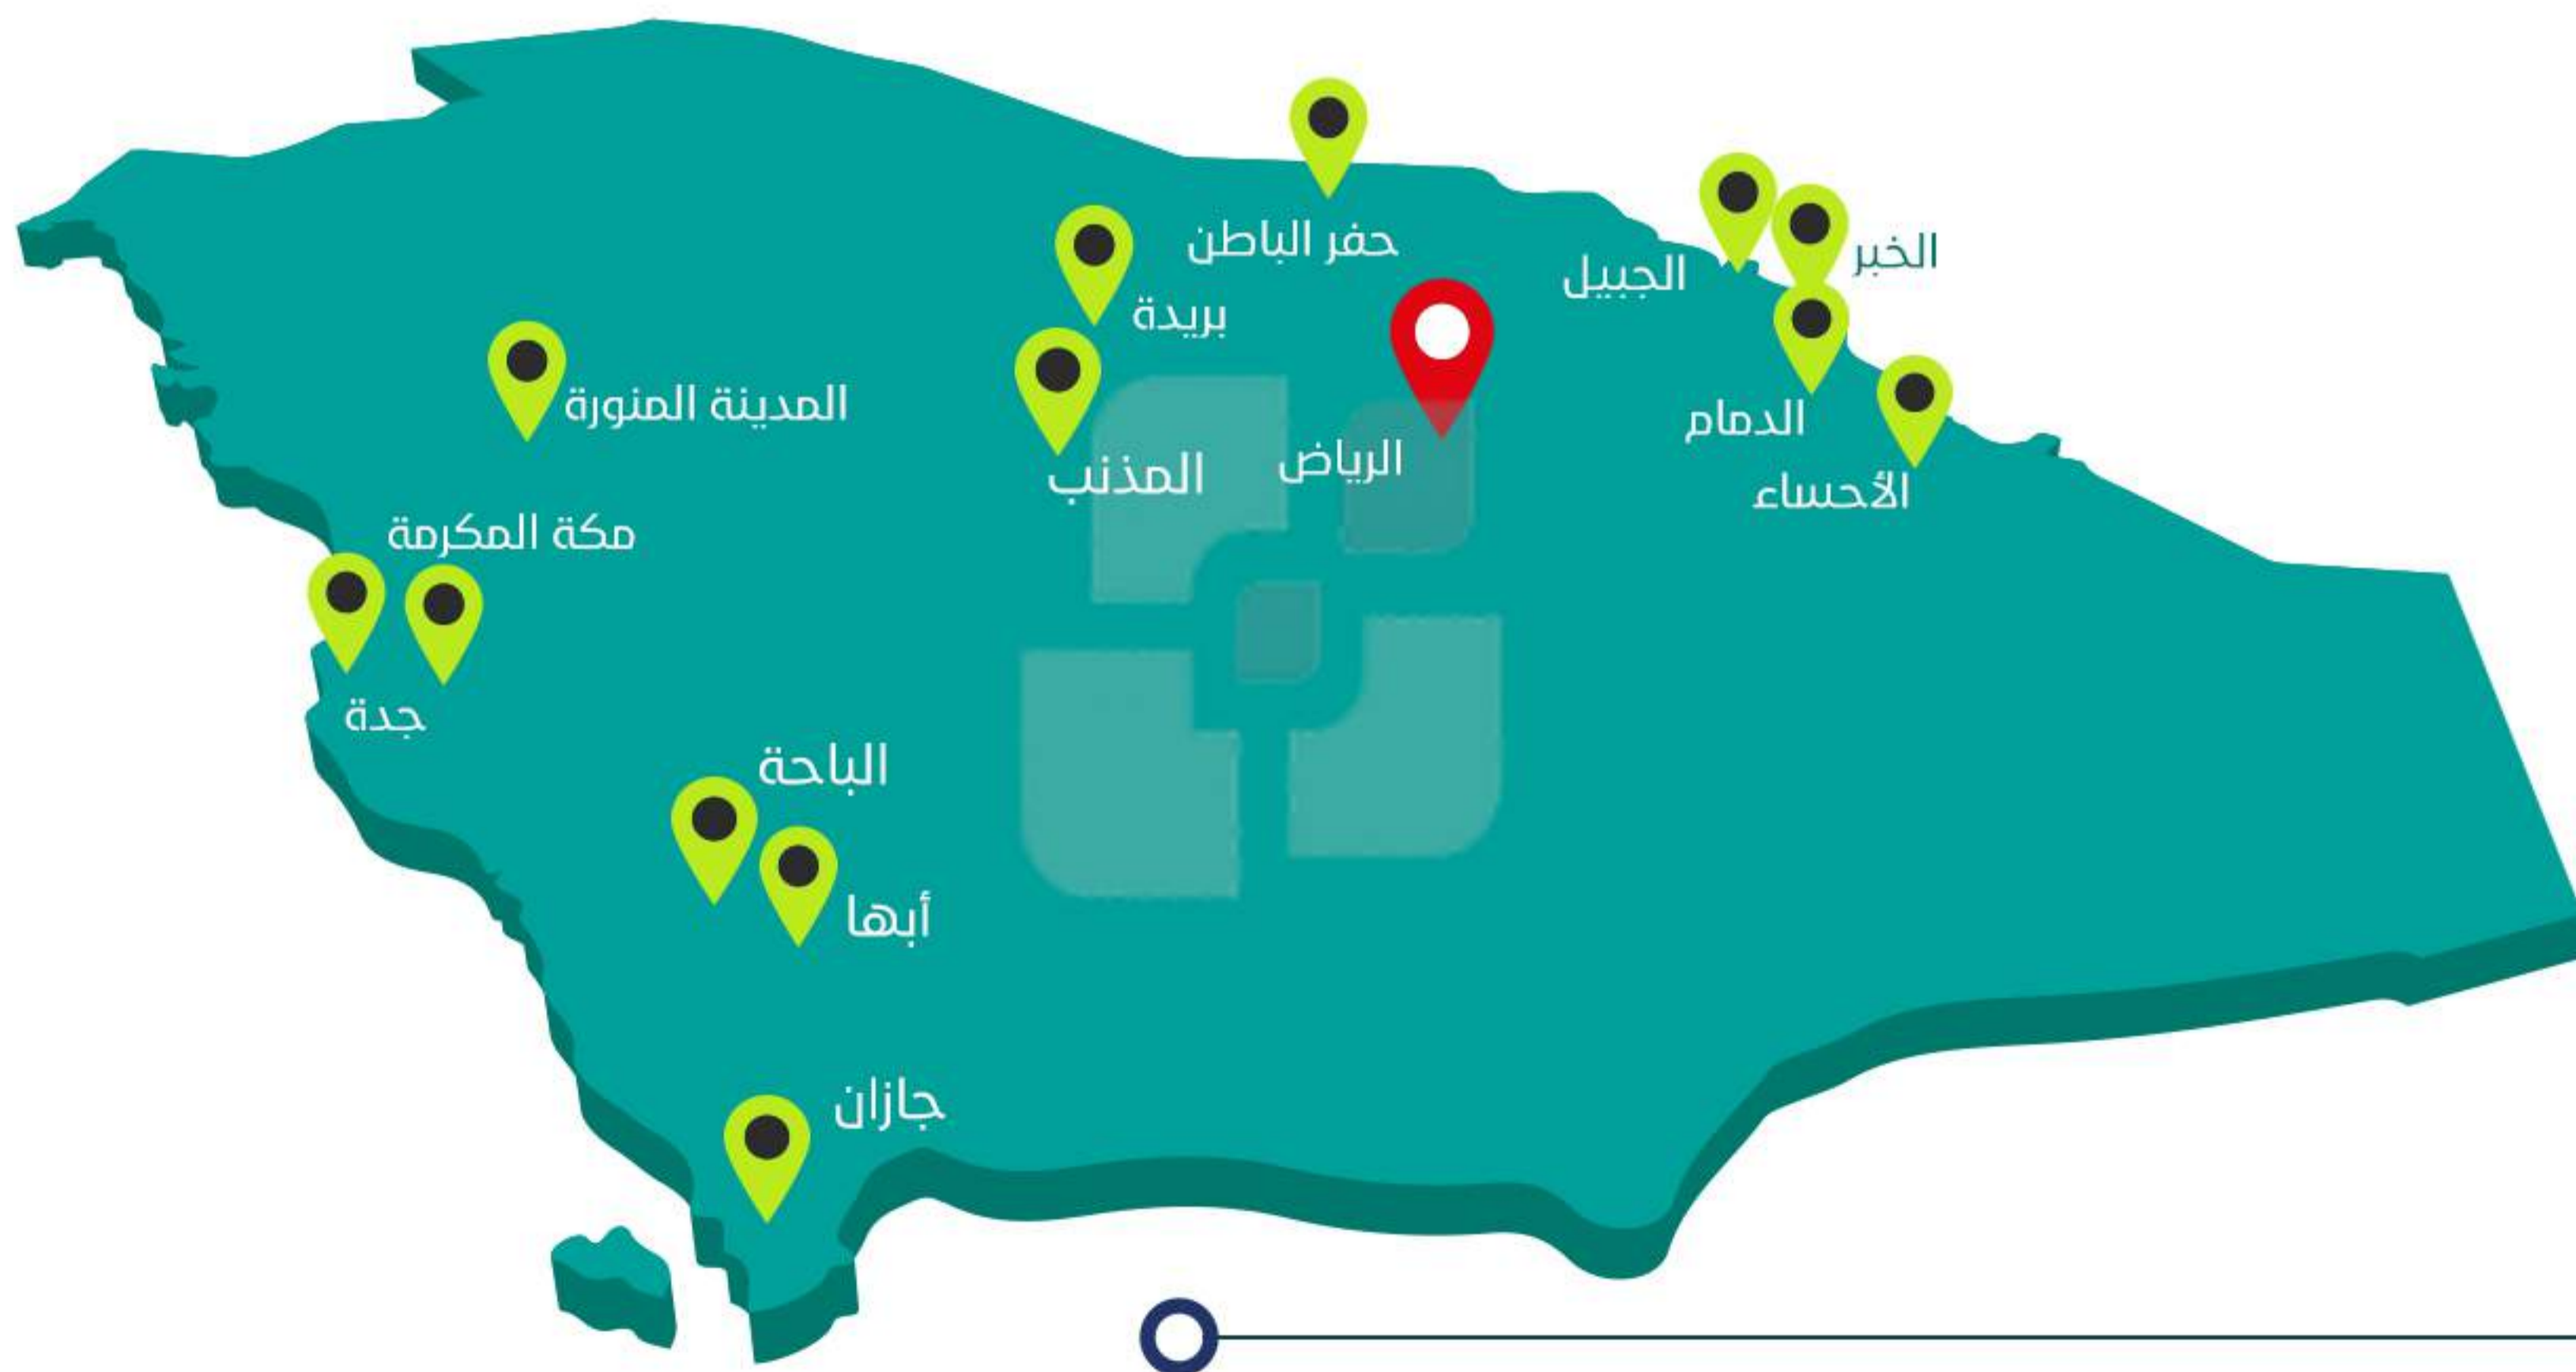 حفر الباطن
الخبر
الجبيل
بريدة
المدينة المنورة
الدمام
الرياض
المذنب
الأحساء
مكة المكرمة
جدة
الباحة
أبها
جازان